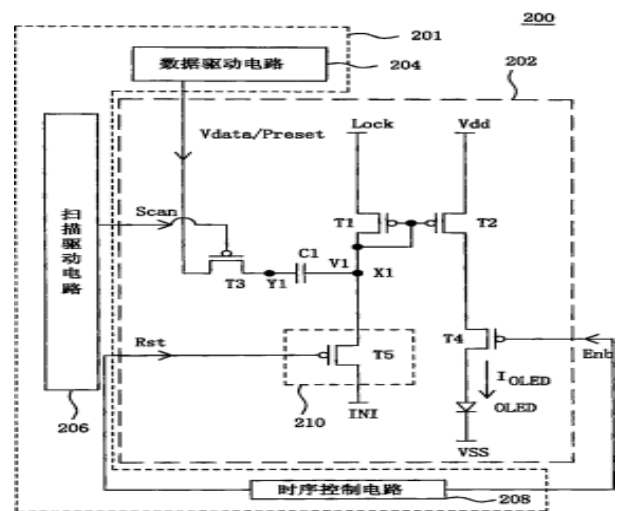 200
201
数据驱动电路
204
202
Vdata/Preset
Lock
Vdd
扫描驱动电路
Scan
T1
T2
C1
V1
X1
T3
Y1
Rst
T5
T4
Enb
I OLED
210
INI
OLED
206
VSS
时序控制电路
208